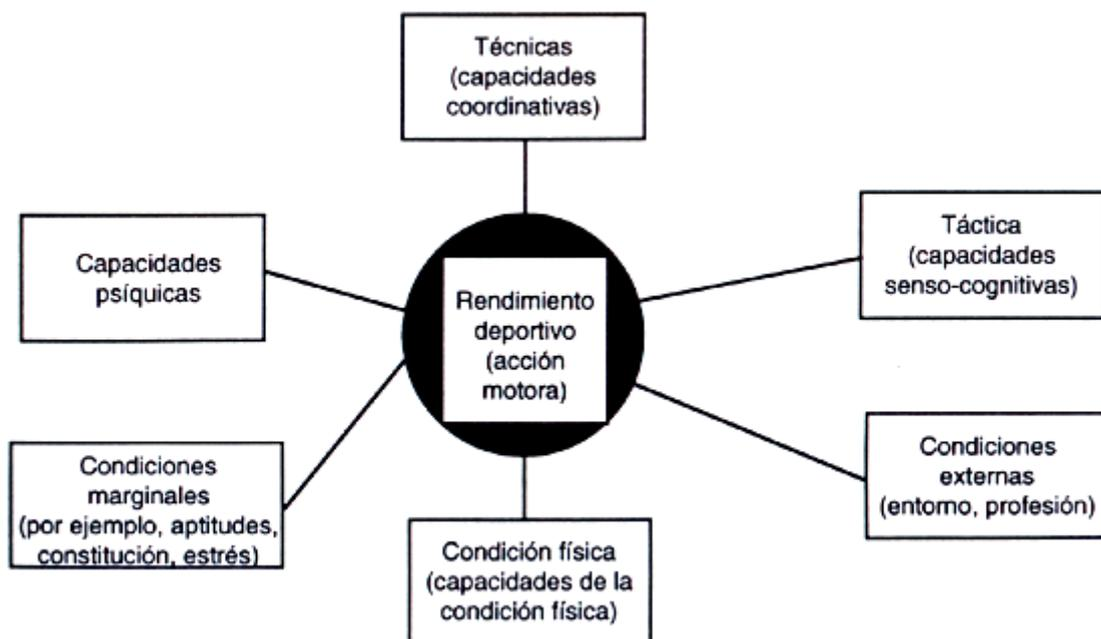 Técnicas
(capacidades
coordinativas)
Capacidades
psíquicas
Táctica
(capacidades
senso-cognitivas)
Rendimiento
deportivo
(acción
motora)
Condiciones
marginales
(por ejemplo, aptitudes,
constitución, estrés)
Condiciones
externas
(entorno, profesión)
Condición física
(capacidades de la
condición física)